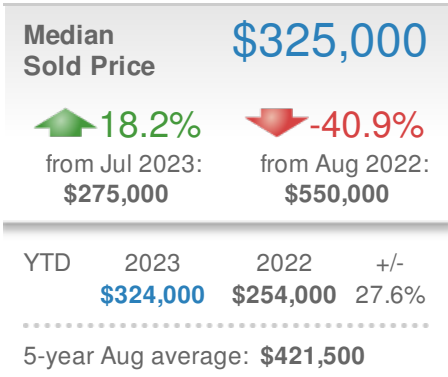 Median $325,000
Sold Price
18.2% -40.9%
from Jul 2023: from Aug 2022:
$275,000 $550,000
YTD 2023 2022 +/-
$324,000 $254,000 27.6%
5-year Aug average: $421,500